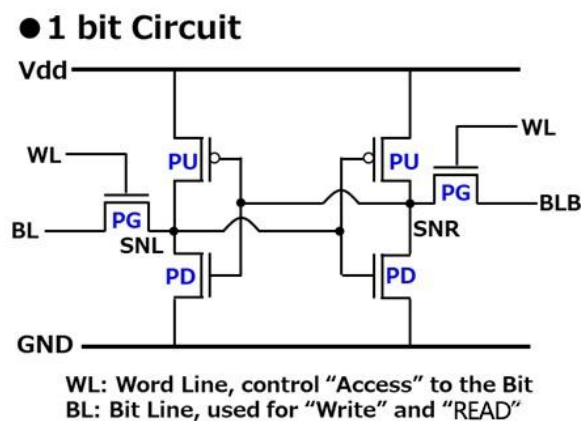 ● 1 bit Circuit
Vdd
PU
PU
WL
WL
PG
PG
BL
BLB
SNL
SNR
PD
PD
GND
WL: Word Line, control “Access” to the Bit
BL: Bit Line, used for “Write” and “READ”